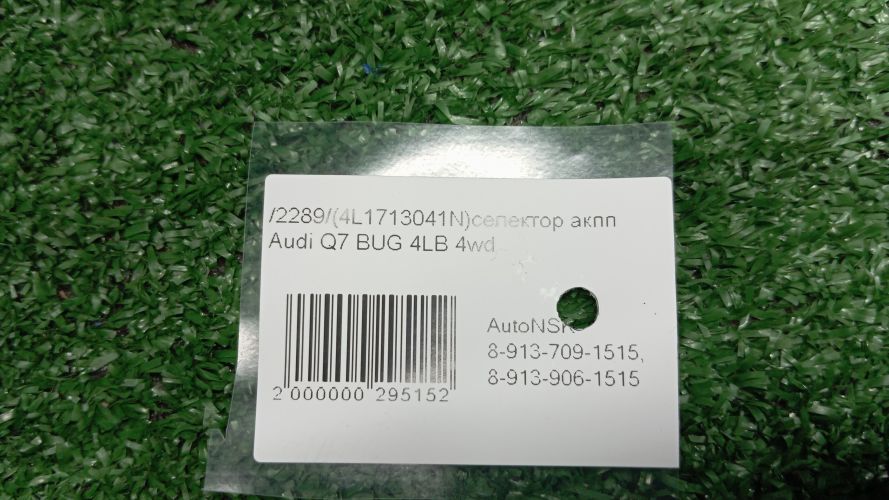 /2289/(4L1713041N)селектор акпп
Audi Q7 BUG 4LB 4wd
AutoNSK
8-913-709-1515,
8-913-906-1515
2 000000 295152